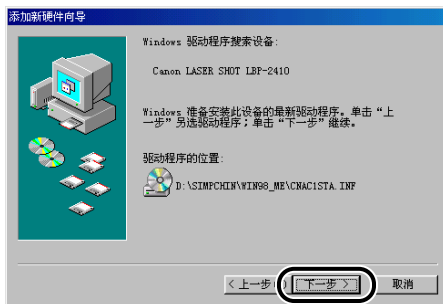 添加新硬件向导
Windows 驱动程序搜索设备:
Canon LASER SHOT LBP-2410
Windows 准备安装此设备的最新驱动程序。单击“上
一步”另选驱动程序；单击“下一步”继续。
驱动程序的位置:
D:\SIMPCHIN\WIN98_ME\CNAC1STA.INF
< 上一步 下一步 > 取消